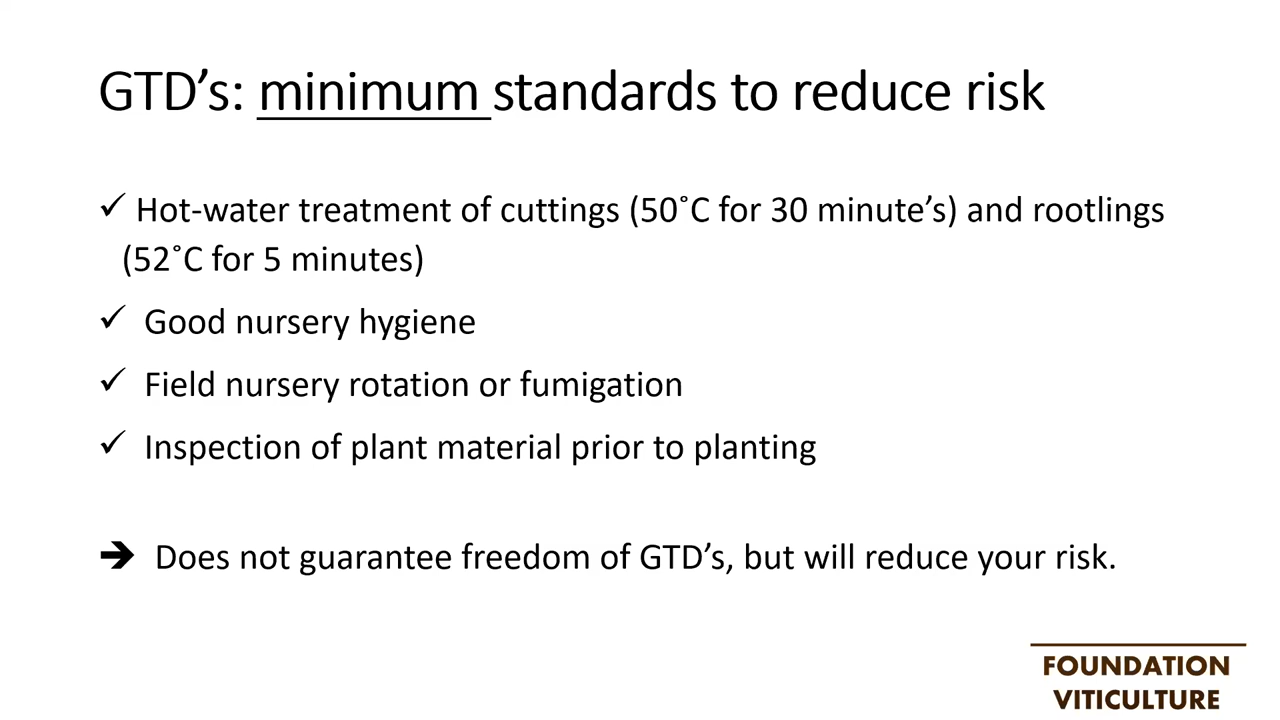 GTD’s: minimum standards to reduce risk
✓ Hot-water treatment of cuttings (50˚C for 30 minute’s) and rootlings
(52˚C for 5 minutes)
✓ Good nursery hygiene
✓ Field nursery rotation or fumigation
✓ Inspection of plant material prior to planting
➔ Does not guarantee freedom of GTD’s, but will reduce your risk.
FOUNDATION
VITICULTURE